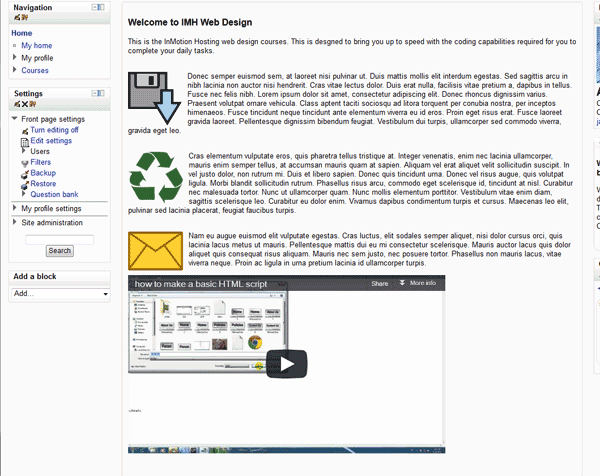 Navigation
Home
My home
My profile
Courses
Settings
Front page settings
Turn editing off
Edit settings
Users
Filters
Backup
Restore
Question bank
My profile settings
Site administration
Search
Add a block
Add...
Welcome to IMH Web Design
This is the InMotion Hosting web design courses. This is desgned to bring you up to speed with the coding capabilities required for you to
complete your daily tasks.
Donec semper euismod sem, at laoreet nisi pulvinar ut. Duis mattis mollis elit interdum egestas. Sed sagittis arcu in
nibh lacinia non auctor nisi hendrerit. Cras vitae lectus dolor. Duis erat nulla, facilisis vitae pretium a, dapibus in tellus.
Fusce nec felis nibh. Lorem ipsum dolor sit amet, consectetur adipiscing elit. Donec rhoncus dignissim varius.
Praesent volutpat ornare vehicula. Class aptent taciti sociosqu ad litora torquent per conubia nostra, per inceptos
himenaeos. Fusce tincidunt neque tincidunt ante elementum viverra eu id eros. Proin eget risus erat. Fusce laoreet
gravida laoreet. Pellentesque dignissim bibendum feugiat. Vestibulum dui turpis, ullamcorper sed commodo viverra,
gravida eget leo.
Cras elementum vulputate eros, quis pharetra tellus tristique at. Integer venenatis, enim nec lacinia ullamcorper,
mauris enim semper tellus, at accumsan mauris quam at sapien. Aliquam vel erat aliquet velit sollicitudin suscipit. In
vel justo dolor, non rutrum mi. Duis et libero sapien. Donec quis tincidunt urna. Donec vel risus augue, quis volutpat
ligula. Morbi blandit sollicitudin rutrum. Phasellus risus arcu, commodo eget scelerisque id, tincidunt at nisl. Curabitur
nec malesuada tortor. Nunc ut ullamcorper quam. Nunc mollis elementum porttitor. Vestibulum vitae enim diam,
sagittis scelerisque leo. Curabitur eu dolor enim. Vivamus dapibus condimentum turpis et cursus. Maecenas leo elit,
pulvinar sed lacinia placerat, feugiat faucibus turpis.
Nam eu augue euismod elit vulputate egestas. Cras luctus, elit sodales semper aliquet, nisi dolor cursus orci, quis
lacinia lacus metus ut mauris. Pellentesque mattis dui eu mi consectetur scelerisque. Mauris auctor lacus quis dolor
aliquet quis consequat risus aliquam. Mauris nec sem justo, nec posuere tortor. Phasellus non mauris lacus, vitae
viverra neque. Proin ac ligula in urna pretium lacinia id ullamcorper turpis.
how to make a basic HTML script
Share
More info